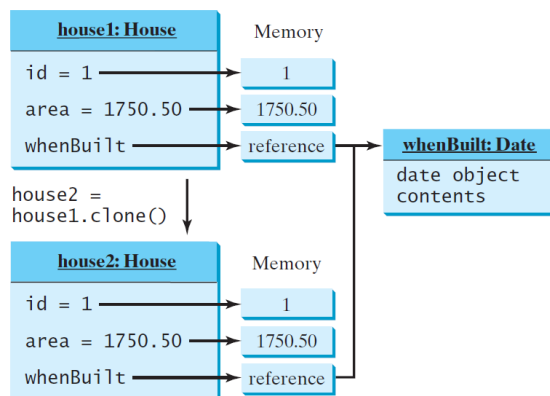 house1: House
Memory
id = 1
1
area = 1750.50
1750.50
whenBuilt
reference
whenBuilt: Date
date object
contents
house2 =
house1.clone()
house2: House
Memory
id = 1
1
area = 1750.50
1750.50
whenBuilt
reference